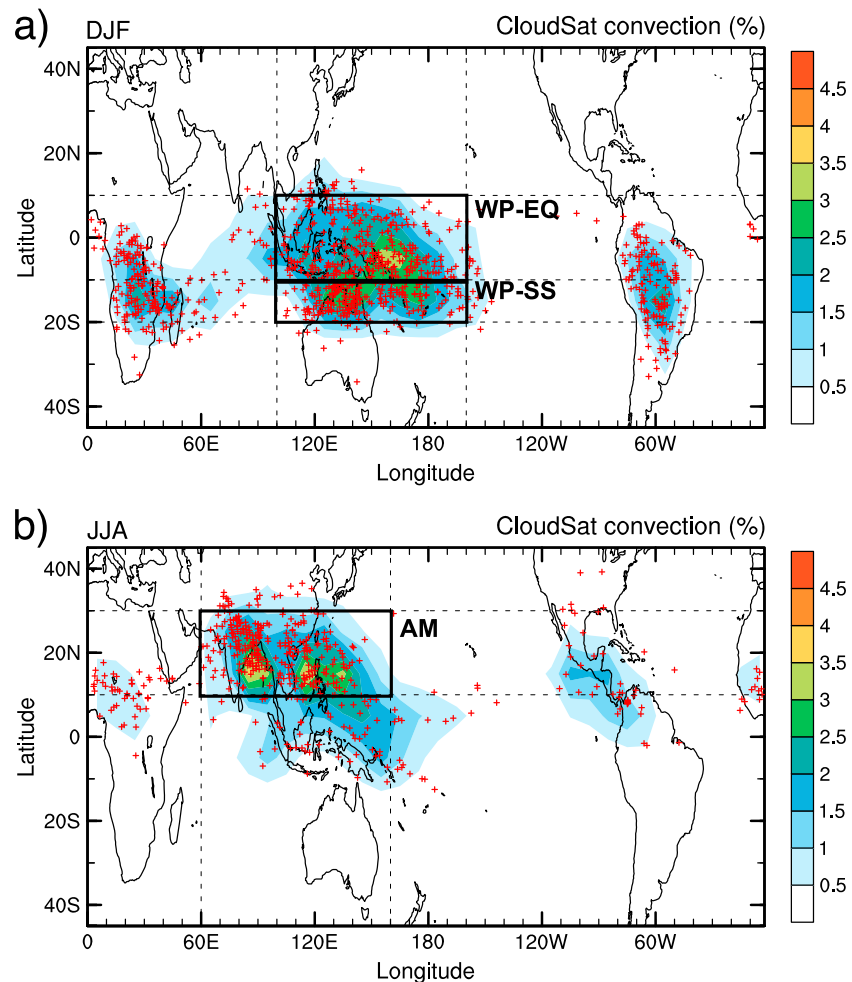 a)
DJF
CloudSat convection (%)
40N
20N
0
20S
40S
Latitude
WP-EQ
WP-SS
0
60E
120E
180
120W
60W
Longitude
4.5
4
3.5
3
2.5
2
1.5
1
0.5
b)
JJA
CloudSat convection (%)
40N
20N
0
20S
40S
Latitude
AM
0
60E
120E
180
120W
60W
Longitude
4.5
4
3.5
3
2.5
2
1.5
1
0.5